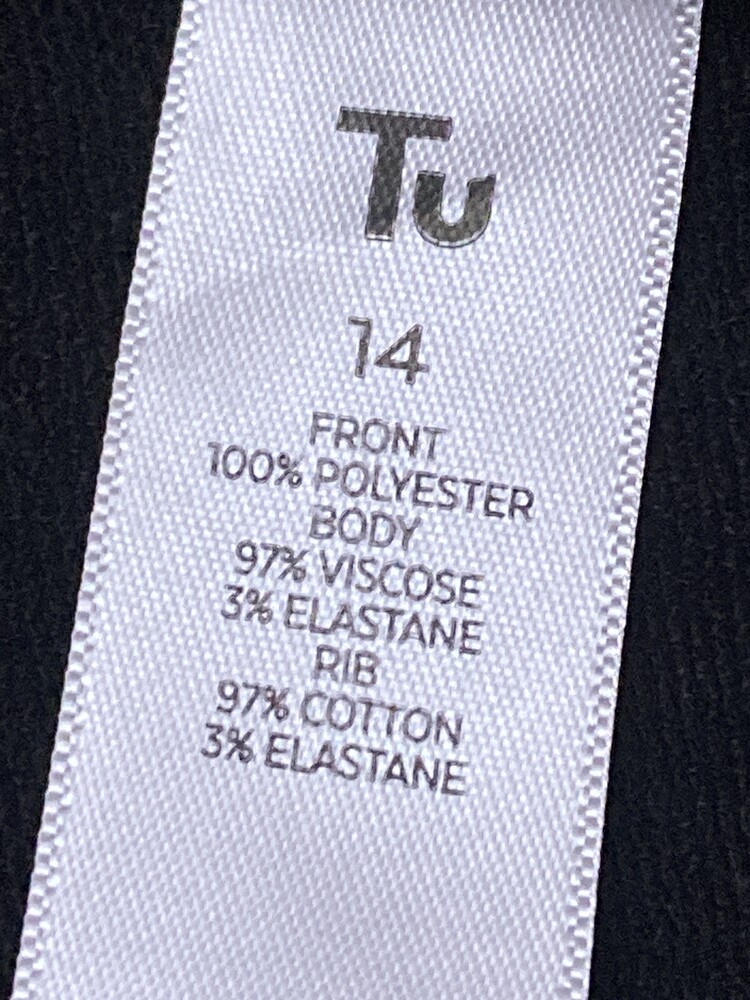 Tu
14
FRONT
100% POLYESTER
BODY
97% VISCOSE
3% ELASTANE
RIB
97% COTTON
3% ELASTANE